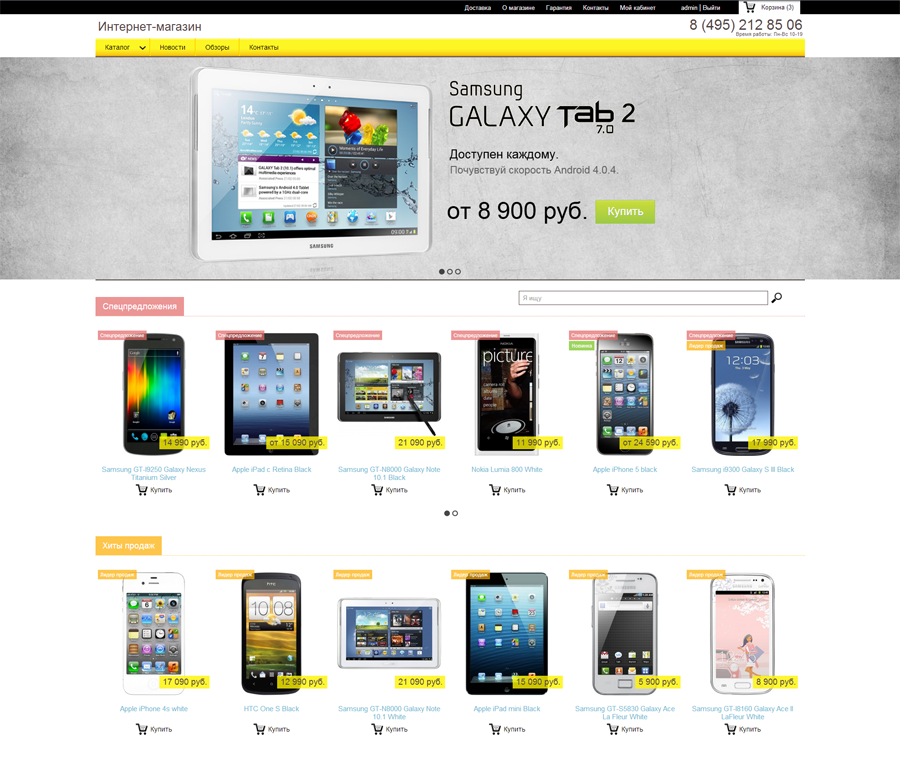 Доставка О магазине Гарантия Контакты Мой кабинет admin | Выйти Корзина (3)
Интернет-магазин
8 (495) 212 85 06
Время работы: Пн-Вс 10-19
Каталог Новости Обзоры Контакты
Samsung
GALAXY Tab 2
7.0
Доступен каждому.
Почувствуй скорость Android 4.0.4.
от 8 900 руб. Купить
14°C
SAMSUNG
Спецпредложения
Я ищу
Спецпредложение Спецпредложение Спецпредложение Спецпредложение Спецпредложение Спецпредложение
Новинка Лидер продаж
picture
12:03
14 990 руб. от 15 090 руб. 21 090 руб. 11 990 руб. от 24 590 руб. 17 990 руб.
Samsung GT-I9250 Galaxy Nexus Titanium Silver
Apple iPad с Retina Black
Samsung GT-N8000 Galaxy Note 10.1 Black
Nokia Lumia 800 White
Apple iPhone 5 black
Samsung i9300 Galaxy S III Black
Купить Купить Купить Купить Купить Купить
Хиты продаж
Лидер продаж Лидер продаж Лидер продаж Лидер продаж Лидер продаж Лидер продаж
10:08
17 090 руб. 12 990 руб. 21 090 руб. 15 090 руб. 5 900 руб. 8 900 руб.
Apple iPhone 4s white
HTC One S Black
Samsung GT-N8000 Galaxy Note 10.1 White
Apple iPad mini Black
Samsung GT-S5830 Galaxy Ace La Fleur White
Samsung GT-I8160 Galaxy Ace II LaFleur White
Купить Купить Купить Купить Купить Купить